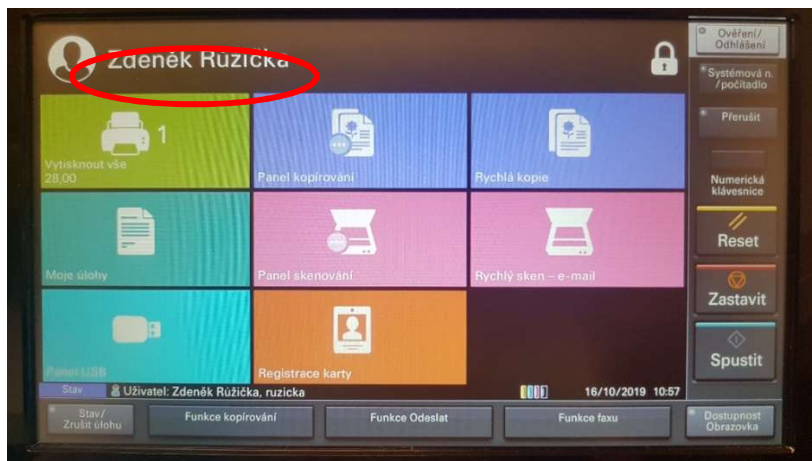 Zdeněk Růžička
Ověření/
Odhlášení
Systémová n.
/počítadlo
Přerušit
Numerická
klávesnice
Reset
Zastavit
Spustit
1
Vytisknout vše
28,00
Panel kopírování
Rychlá kopie
Moje úlohy
Panel skenování
Rychlý sken – e-mail
Panel USB
Registrace karty
Stav
Uživatel: Zdeněk Růžička, ruzicka
16/10/2019 10:57
Stav/
Zrušit úlohu
Funkce kopírování
Funkce Odeslat
Funkce faxu
Dostupnost
Obrazovka